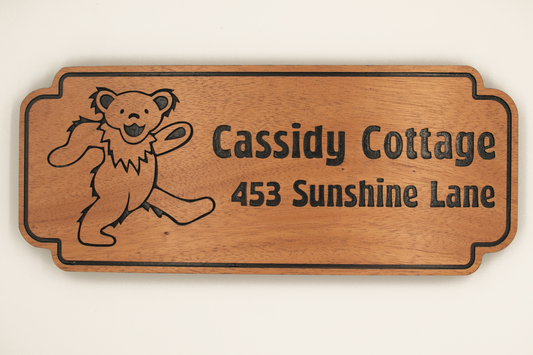 Cassidy Cottage
453 Sunshine Lane